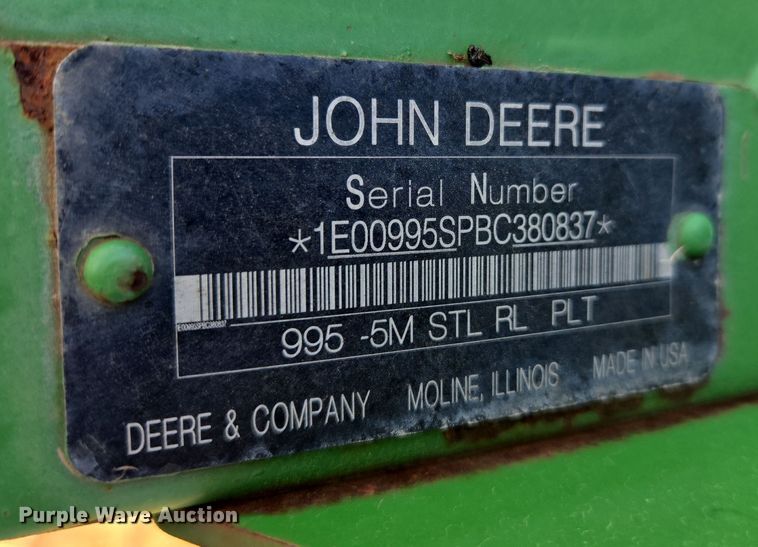 JOHN DEERE
Serial Number
*1E00995SPBC380837*
1E00995SPBC380837
995 -5M STL RL PLT
DEERE & COMPANY MOLINE, ILLINOIS MADE IN USA
Purple Wave Auction